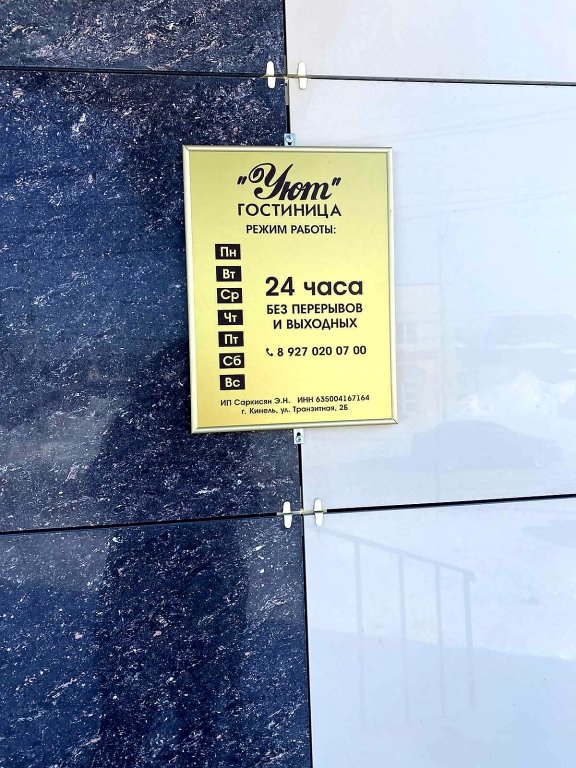 "Уют"
ГОСТИНИЦА
РЕЖИМ РАБОТЫ:
Пн
Вт
Ср
Чт
Пт
Сб
Вс
24 часа
БЕЗ ПЕРЕРЫВОВ
И ВЫХОДНЫХ
8 927 020 07 00
ИП Саркисян Э.Н. ИНН 635004167164
г. Кинель, ул. Транзитная, 2Б